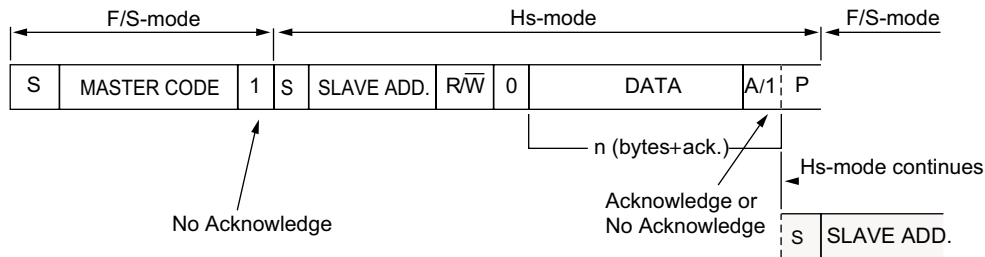 F/S-mode Hs-mode F/S-mode
S MASTER CODE 1 S SLAVE ADD. R/W̅ 0 DATA A/1 P
n (bytes+ack.)
Hs-mode continues
No Acknowledge
Acknowledge or
No Acknowledge
S SLAVE ADD.